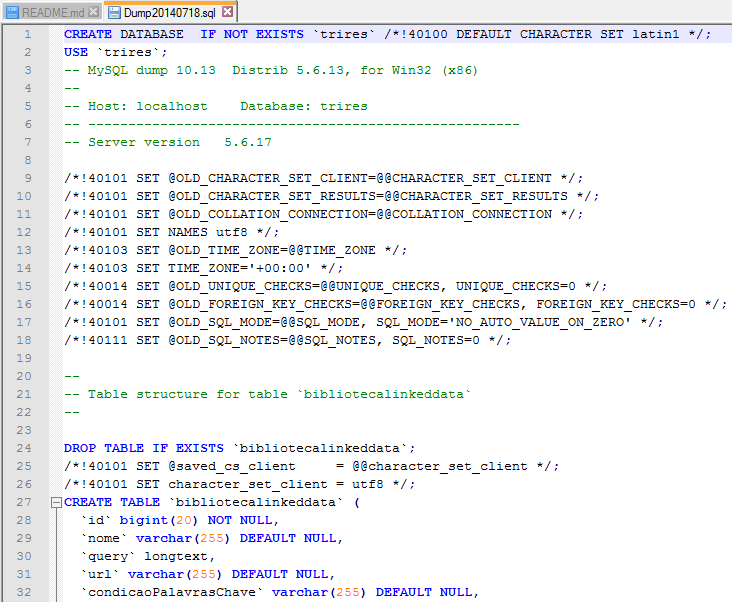 README.md Dump20140718.sql
1 CREATE DATABASE  IF NOT EXISTS `trires` /*!40100 DEFAULT CHARACTER SET latin1 */;
2 USE `trires`;
3 -- MySQL dump 10.13  Distrib 5.6.13, for Win32 (x86)
4 --
5 -- Host: localhost    Database: trires
6 -- ------------------------------------------------------
7 -- Server version	5.6.17
8
9 /*!40101 SET @OLD_CHARACTER_SET_CLIENT=@@CHARACTER_SET_CLIENT */;
10 /*!40101 SET @OLD_CHARACTER_SET_RESULTS=@@CHARACTER_SET_RESULTS */;
11 /*!40101 SET @OLD_COLLATION_CONNECTION=@@COLLATION_CONNECTION */;
12 /*!40101 SET NAMES utf8 */;
13 /*!40103 SET @OLD_TIME_ZONE=@@TIME_ZONE */;
14 /*!40103 SET TIME_ZONE='+00:00' */;
15 /*!40014 SET @OLD_UNIQUE_CHECKS=@@UNIQUE_CHECKS, UNIQUE_CHECKS=0 */;
16 /*!40014 SET @OLD_FOREIGN_KEY_CHECKS=@@FOREIGN_KEY_CHECKS, FOREIGN_KEY_CHECKS=0 */;
17 /*!40101 SET @OLD_SQL_MODE=@@SQL_MODE, SQL_MODE='NO_AUTO_VALUE_ON_ZERO' */;
18 /*!40111 SET @OLD_SQL_NOTES=@@SQL_NOTES, SQL_NOTES=0 */;
19
20 --
21 -- Table structure for table `bibliotecalinkeddata`
22 --
23
24 DROP TABLE IF EXISTS `bibliotecalinkeddata`;
25 /*!40101 SET @saved_cs_client     = @@character_set_client */;
26 /*!40101 SET character_set_client = utf8 */;
27 CREATE TABLE `bibliotecalinkeddata` (
28   `id` bigint(20) NOT NULL,
29   `nome` varchar(255) DEFAULT NULL,
30   `query` longtext,
31   `url` varchar(255) DEFAULT NULL,
32   `condicaoPalavrasChave` varchar(255) DEFAULT NULL,